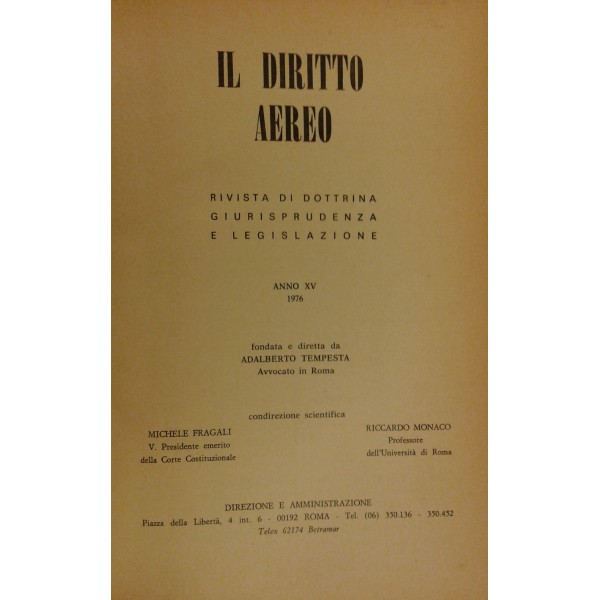 IL DIRITTO
AEREO
RIVISTA DI DOTTRINA
GIURISPRUDENZA
E LEGISLAZIONE
ANNO XV
1976
fondata e diretta da
ADALBERTO TEMPESTA
Avvocato in Roma
condirezione scientifica
MICHELE FRAGALI
V. Presidente emerito
della Corte Costituzionale
RICCARDO MONACO
Professore
dell'Università di Roma
DIREZIONE E AMMINISTRAZIONE
Piazza della Libertà, 4 int. 6 - 00192 ROMA - Tel. (06) 350.136 - 350.452
Telex 62174 Betramar